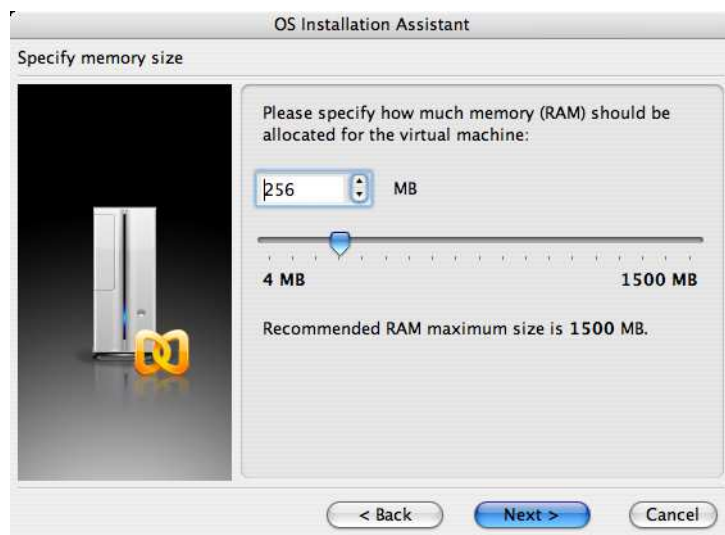 OS Installation Assistant
Specify memory size
Please specify how much memory (RAM) should be
allocated for the virtual machine:
256 MB
4 MB 1500 MB
Recommended RAM maximum size is 1500 MB.
< Back Next > Cancel